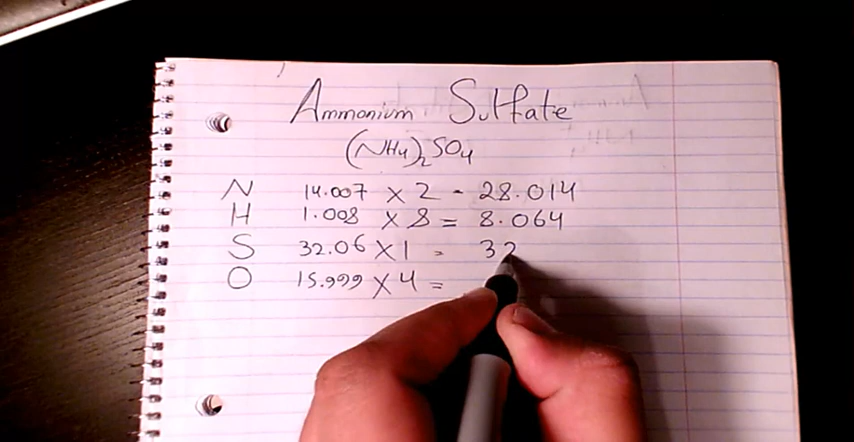 Ammonium Sulfate
(NH4)2SO4
N 14.007 X 2 - 28.014
H 1.008 X 8 = 8.064
S 32.06 X 1 = 32
O 15.999 X 4 =